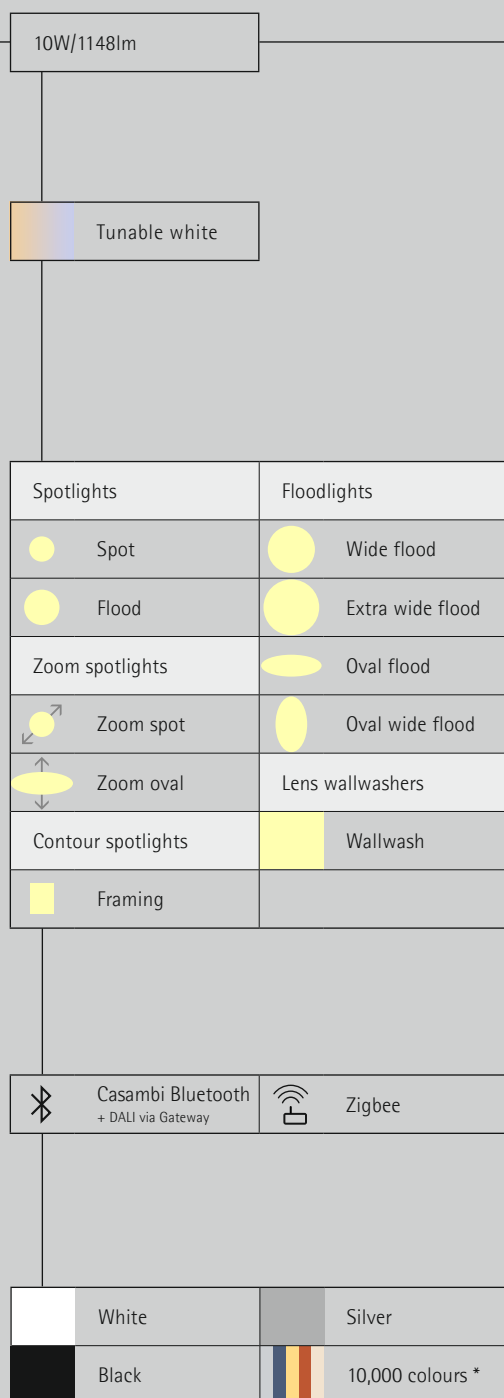 10W/1148lm
Tunable white
Spotlights
Floodlights
Spot
Wide flood
Flood
Extra wide flood
Zoom spotlights
Oval flood
Zoom spot
Oval wide flood
Zoom oval
Lens wallwashers
Contour spotlights
Wallwash
Framing
Casambi Bluetooth
+ DALI via Gateway
Zigbee
White
Silver
Black
10,000 colours *